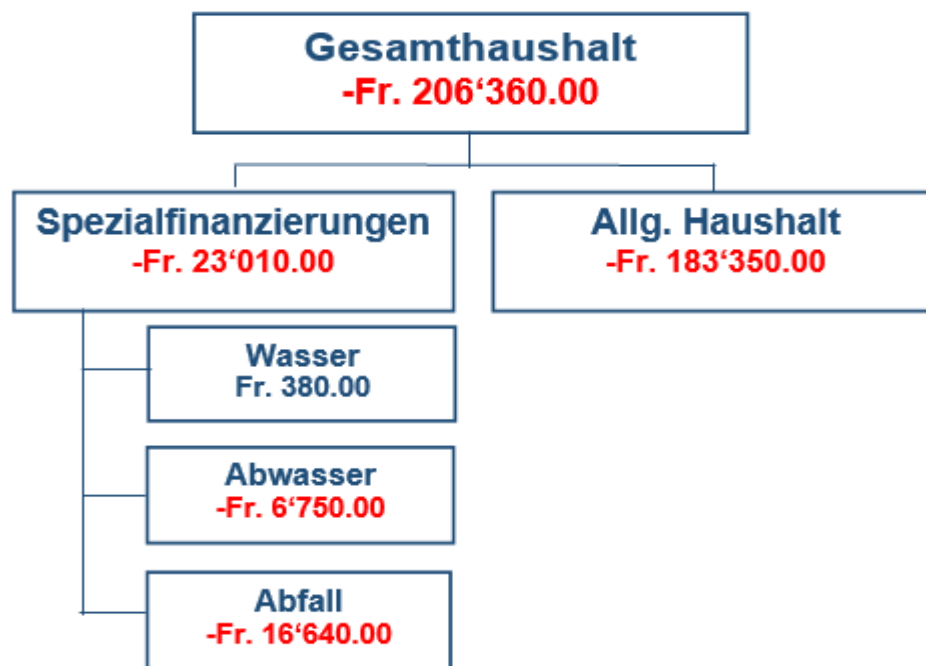 Gesamthaushalt
-Fr. 206‘360.00
Spezialfinanzierungen
-Fr. 23‘010.00
Allg. Haushalt
-Fr. 183‘350.00
Wasser
Fr. 380.00
Abwasser
-Fr. 6‘750.00
Abfall
-Fr. 16‘640.00